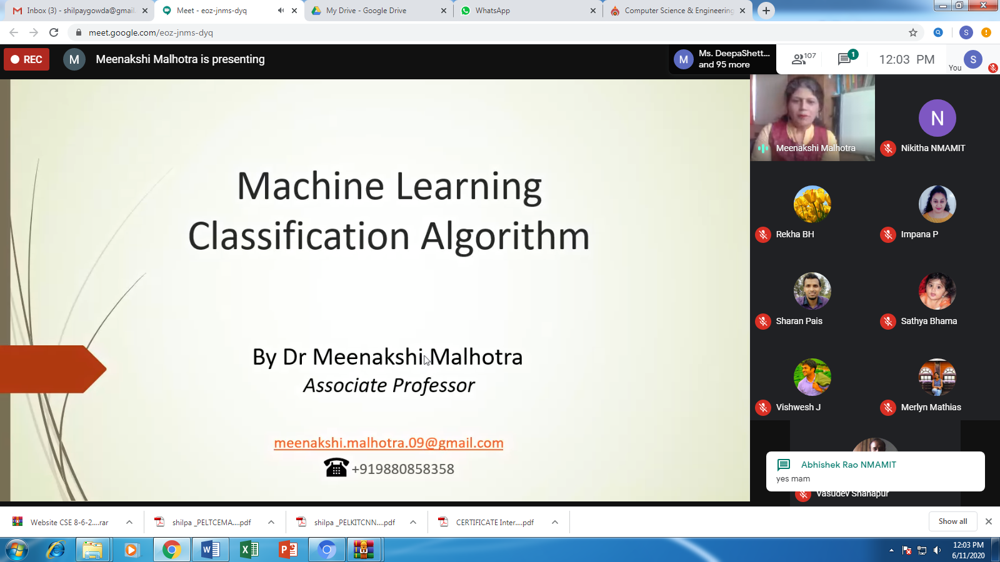 Inbox (3) - shilpaygowda@gmail.
Meet - eoz-jnms-dyq
My Drive - Google Drive
WhatsApp
Computer Science & Engineering
meet.google.com/eoz-jnms-dyq
S
REC
M
Meenakshi Malhotra is presenting
M
Ms. DeepaShett...
and 95 more
107
1
12:03 PM
You
S
Machine Learning
Classification Algorithm
By Dr Meenakshi Malhotra
Associate Professor
meenakshi.malhotra.09@gmail.com
+919880858358
Meenakshi Malhotra
N
Nikitha NMAMIT
Rekha BH
Impana P
Sharan Pais
Sathya Bhama
Vishwesh J
Merlyn Mathias
Abhishek Rao NMAMIT
yes mam
Vasudev Shahapur
Website CSE 8-6-2....rar
shilpa _PELTCEMA....pdf
shilpa _PELKITCNN....pdf
CERTIFICATE Inter....pdf
Show all
12:03 PM
6/11/2020